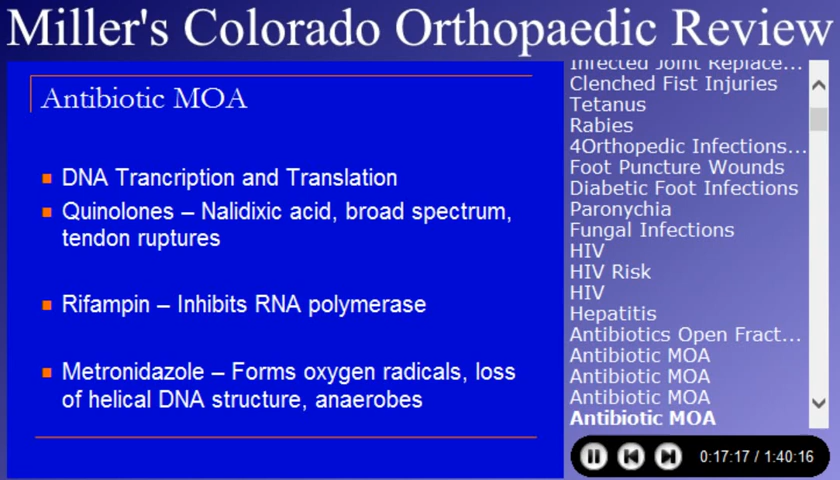 Miller's Colorado Orthopaedic Review
Antibiotic MOA
DNA Trancription and Translation
Quinolones – Nalidixic acid, broad spectrum,
tendon ruptures
Rifampin – Inhibits RNA polymerase
Metronidazole – Forms oxygen radicals, loss
of helical DNA structure, anaerobes
Infected Joint Replace...
Clenched Fist Injuries
Tetanus
Rabies
4Orthopedic Infections...
Foot Puncture Wounds
Diabetic Foot Infections
Paronychia
Fungal Infections
HIV
HIV Risk
HIV
Hepatitis
Antibiotics Open Fract...
Antibiotic MOA
Antibiotic MOA
Antibiotic MOA
Antibiotic MOA
0:17:17 / 1:40:16